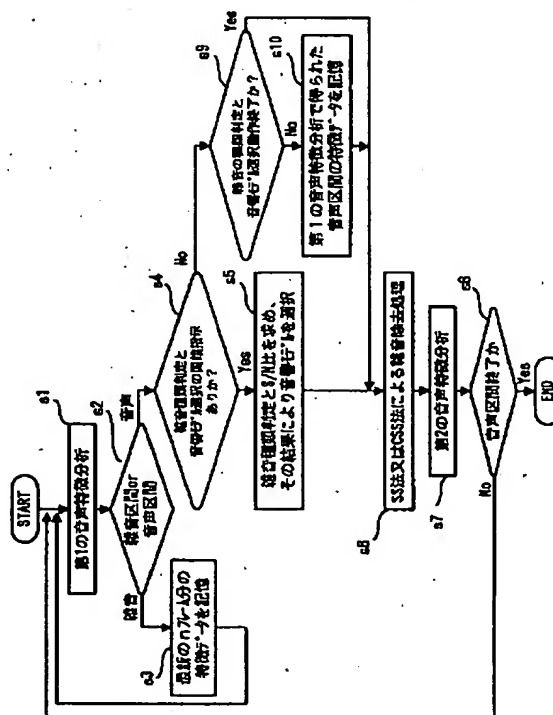 START
s1
第1の音声特徴分析
s2
雑音区間or
音声区間
雑音
音声
s3
最新のnフレーム分の
特徴データを記憶
s4
雑音種類判定と
音響モデル選択の開始指示
ありか?
No
Yes
s5
雑音種類判定とS/N比を求め、
その結果により音響モデルを選択
s9
雑音の種類判定と
音響モデル選択動作終了か?
Yes
No
s10
第1の音声特徴分析で得られた
音声区間の特徴データを記憶
s6
SS法又はCSS法による雑音除去処理
s7
第2の音声特徴分析
s8
音声区間終了か
No
Yes
END